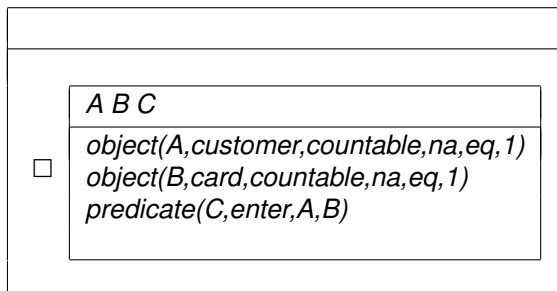 A B C
object(A,customer,countable,na,eq,1)
□ object(B,card,countable,na,eq,1)
predicate(C,enter,A,B)